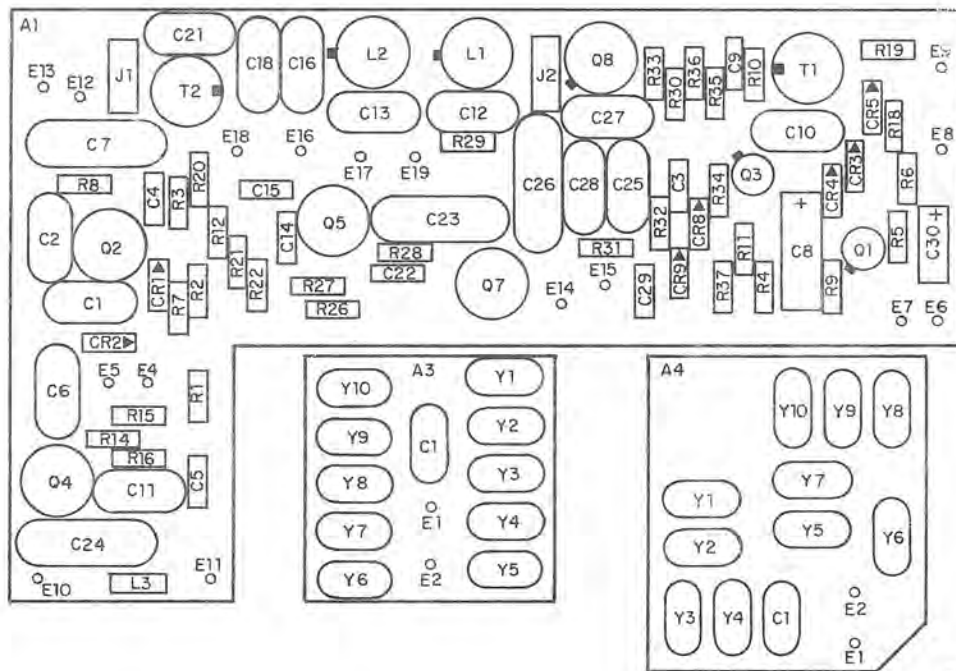 A1
C21
C18
C16
L2
L1
Q8
J1
J2
R33
R30
R36
R35
C9
R10
T1
R19
E9
E13
E12
T2
C13
C12
C27
C10
CR5
R18
E8
C7
E18
E16
E17
E19
R29
R8
C4
R3
R20
C15
C26
C28
C25
C3
R34
Q3
CR4
CR3
R6
C2
Q2
R12
C14
Q5
C23
R32
CR8
C8
+
Q1
R5
C30+
R21
R28
R31
R11
CR1
R7
R2
R22
C22
R27
R26
Q7
E14
E15
C29
CR9
R37
R4
R9
C1
E7
E6
CR2
C6
E5
E4
R1
R15
R14
R16
Q4
C11
C5
C24
E10
L3
E11
A3
Y10
Y1
C1
Y9
Y2
Y8
Y3
E1
Y7
Y4
E2
Y6
Y5
A4
Y10
Y9
Y8
Y7
Y1
Y5
Y6
Y2
Y3
Y4
C1
E2
E1